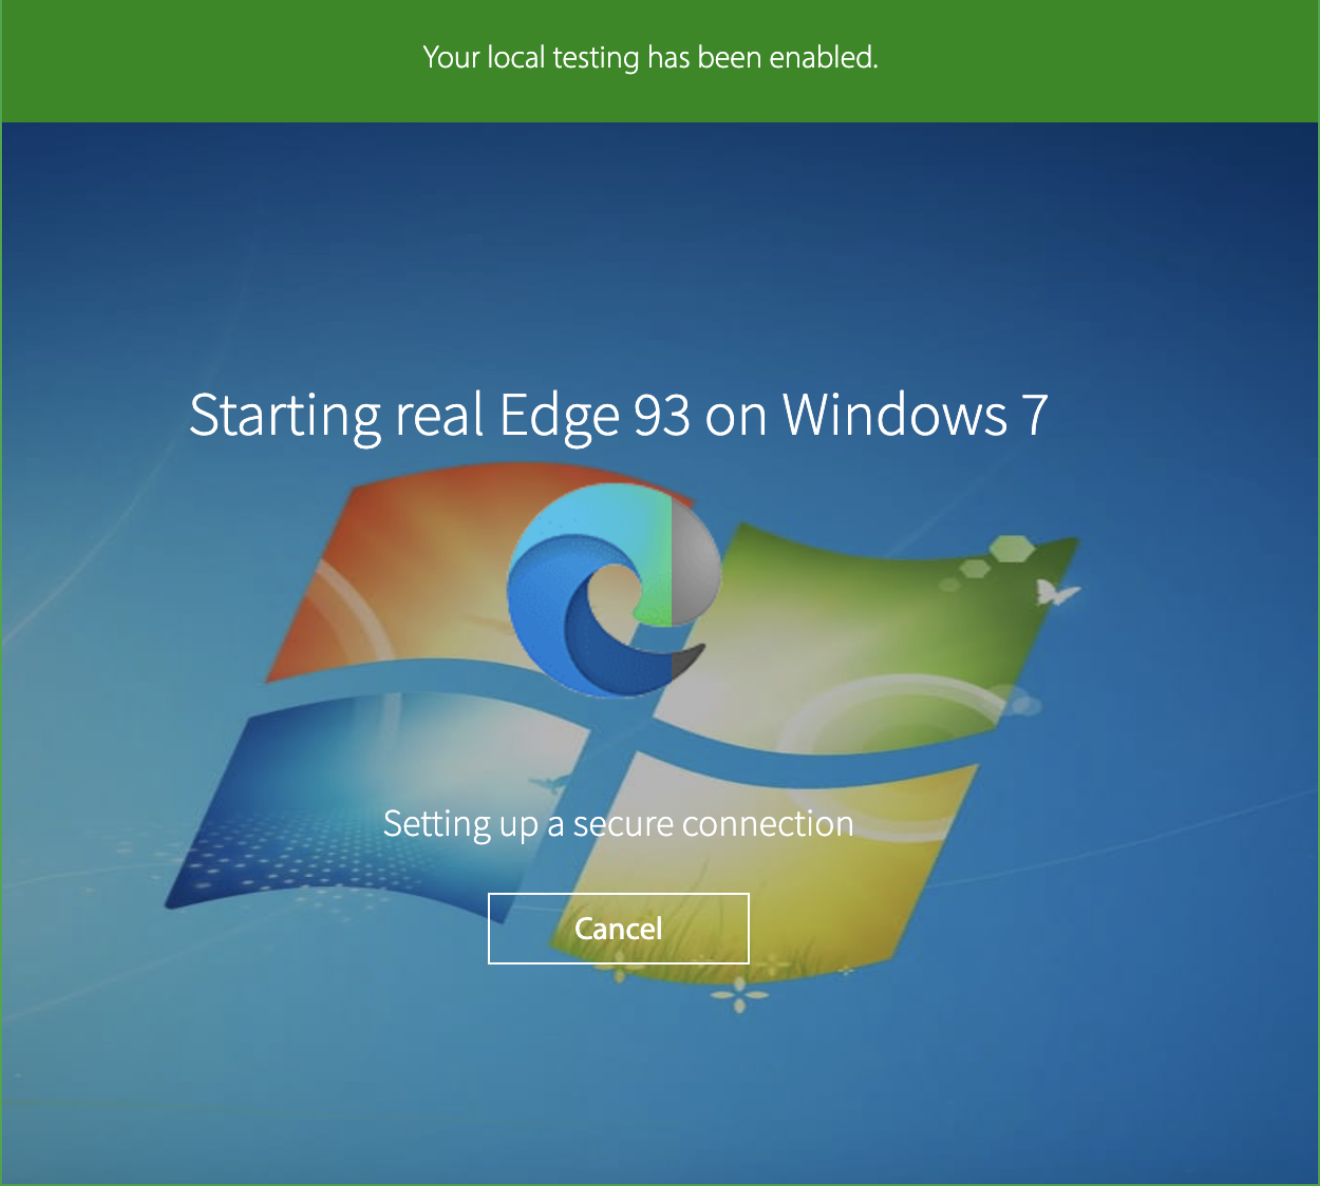 Your local testing has been enabled.
Starting real Edge 93 on Windows 7
Setting up a secure connection
Cancel